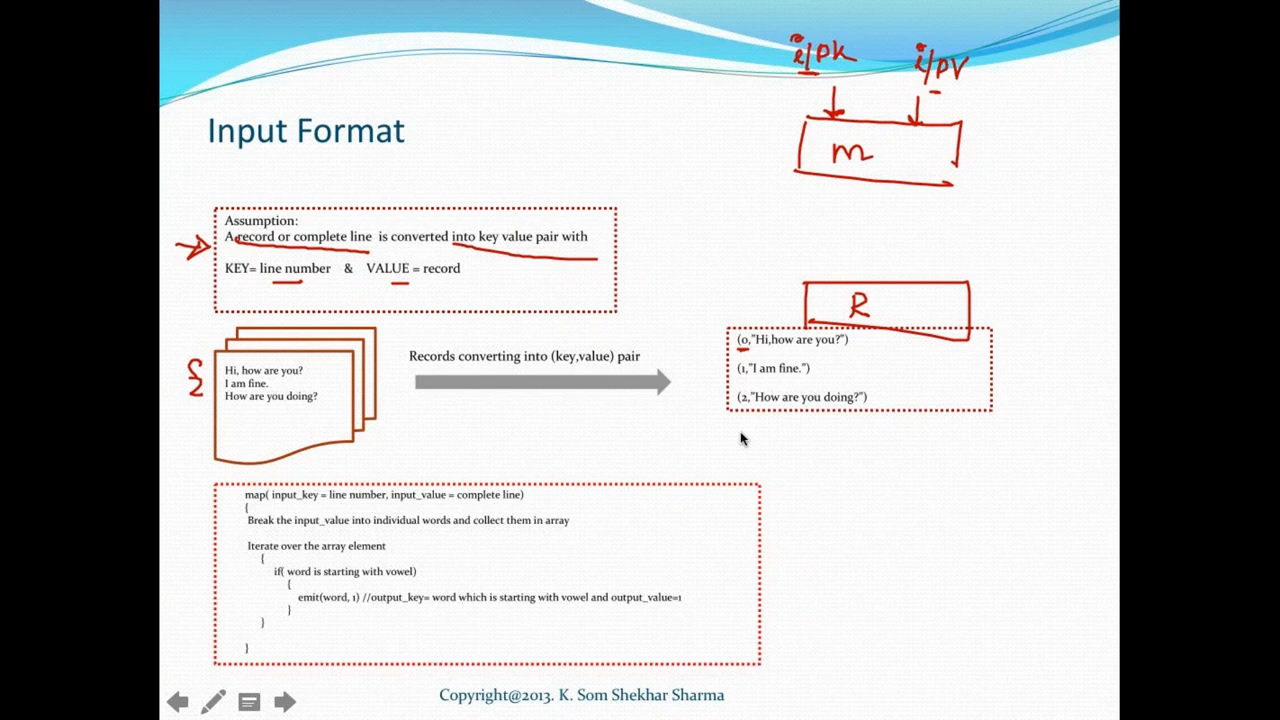 i/pk i/pv
m
Input Format
Assumption:
A record or complete line is converted into key value pair with
KEY= line number & VALUE = record
R
Hi, how are you?
I am fine.
How are you doing?
Records converting into (key,value) pair
(0,"Hi,how are you?")
(1,"I am fine.")
(2,"How are you doing?")
map( input_key = line number, input_value = complete line)
{
Break the input_value into individual words and collect them in array
Iterate over the array element
{
if( word is starting with vowel)
{
emit(word, 1) //output_key= word which is starting with vowel and output_value=1
}
}
}
Copyright@2013. K. Som Shekhar Sharma